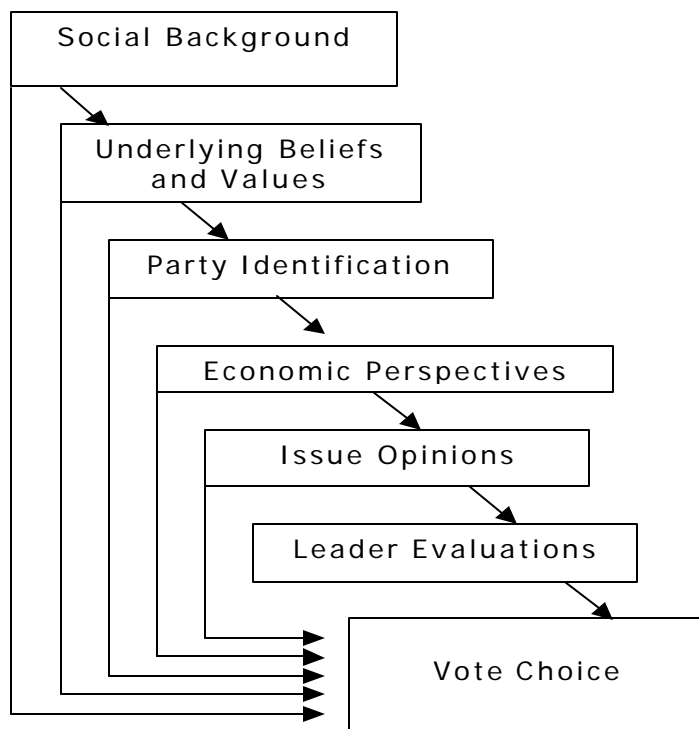 Social Background
Underlying Beliefs
and Values
Party Identification
Economic Perspectives
Issue Opinions
Leader Evaluations
Vote Choice